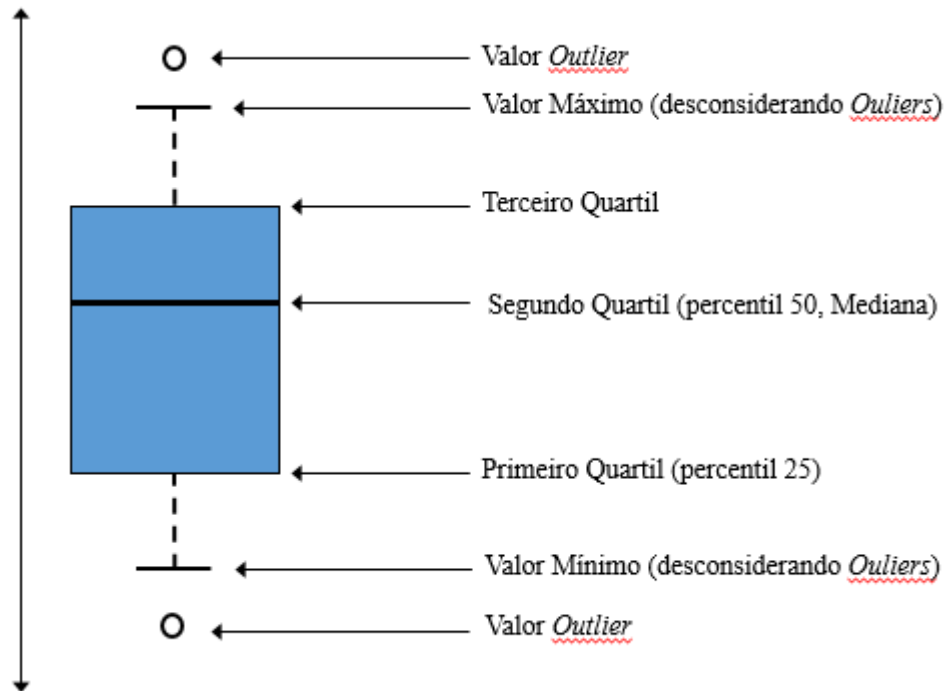 Valor Outlier
Valor Máximo (desconsiderando Ouliers)
Terceiro Quartil
Segundo Quartil (percentil 50, Mediana)
Primeiro Quartil (percentil 25)
Valor Mínimo (desconsiderando Ouliers)
Valor Outlier